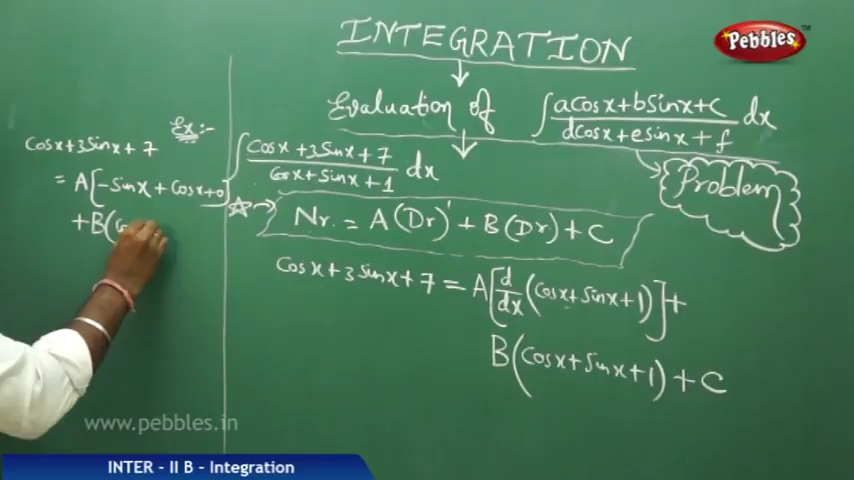 INTEGRATION
Pebbles™
Evaluation of ∫ acosx+bsinx+c / dcosx+esinx+f dx
Problem
Ex:-
∫ Cosx+3Sinx+7 / Cosx+Sinx+1 dx
Nr. = A(Dr)' + B(Dr)+C
Cosx+3sinx+7 = A[d/dx (Cosx+Sinx+1)]+
B(Cosx+Sinx+1)+C
Cosx+3Sinx+7
= A[-Sinx+Cosx+0]
+B(
www.pebbles.in
INTER - II B - Integration